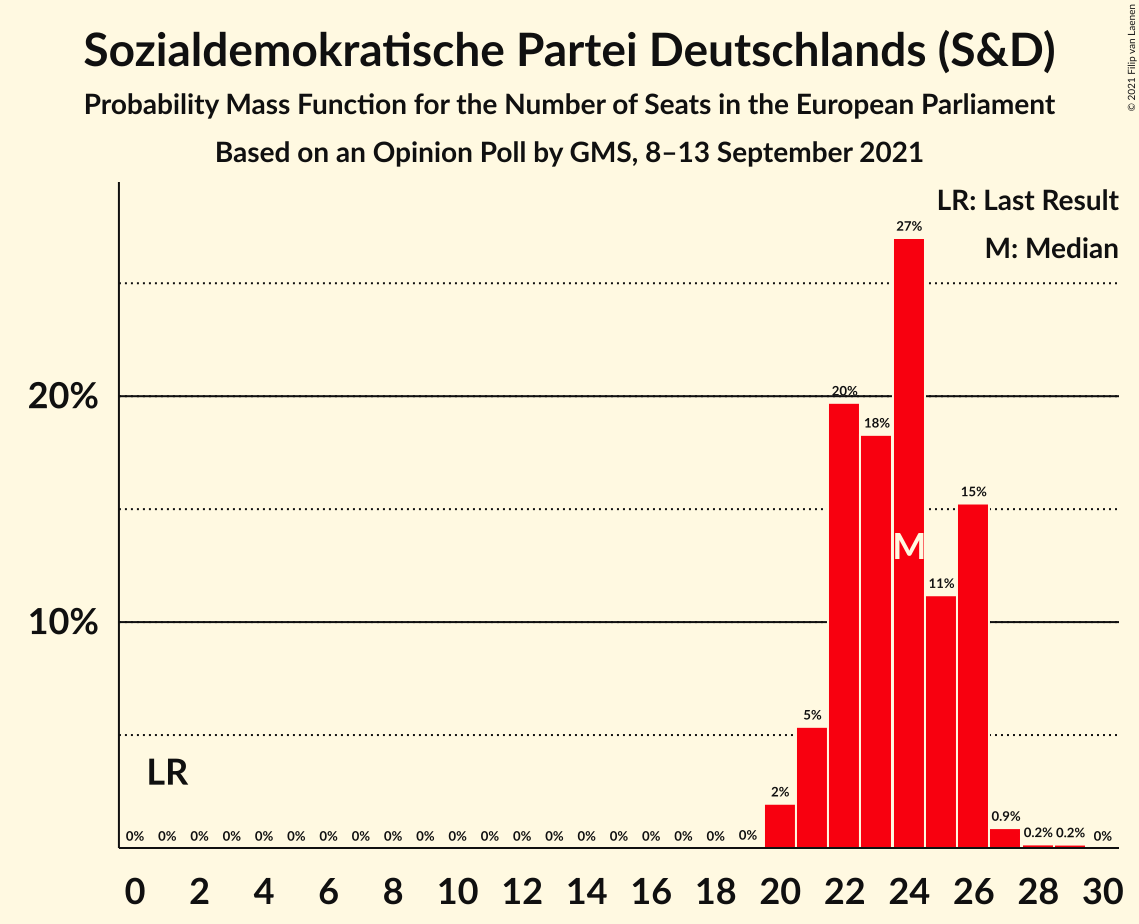 Sozialdemokratische Partei Deutschlands (S&D)
Probability Mass Function for the Number of Seats in the European Parliament
Based on an Opinion Poll by GMS, 8–13 September 2021
© 2021 Filip van Laenen
LR: Last Result
M: Median
27%
20%
20%
18%
15%
M
11%
10%
5%
LR
2%
0.9%
0% 0% 0% 0% 0% 0% 0% 0% 0% 0% 0% 0% 0% 0% 0% 0% 0% 0% 0% 0% 0.2% 0.2% 0%
0 2 4 6 8 10 12 14 16 18 20 22 24 26 28 30